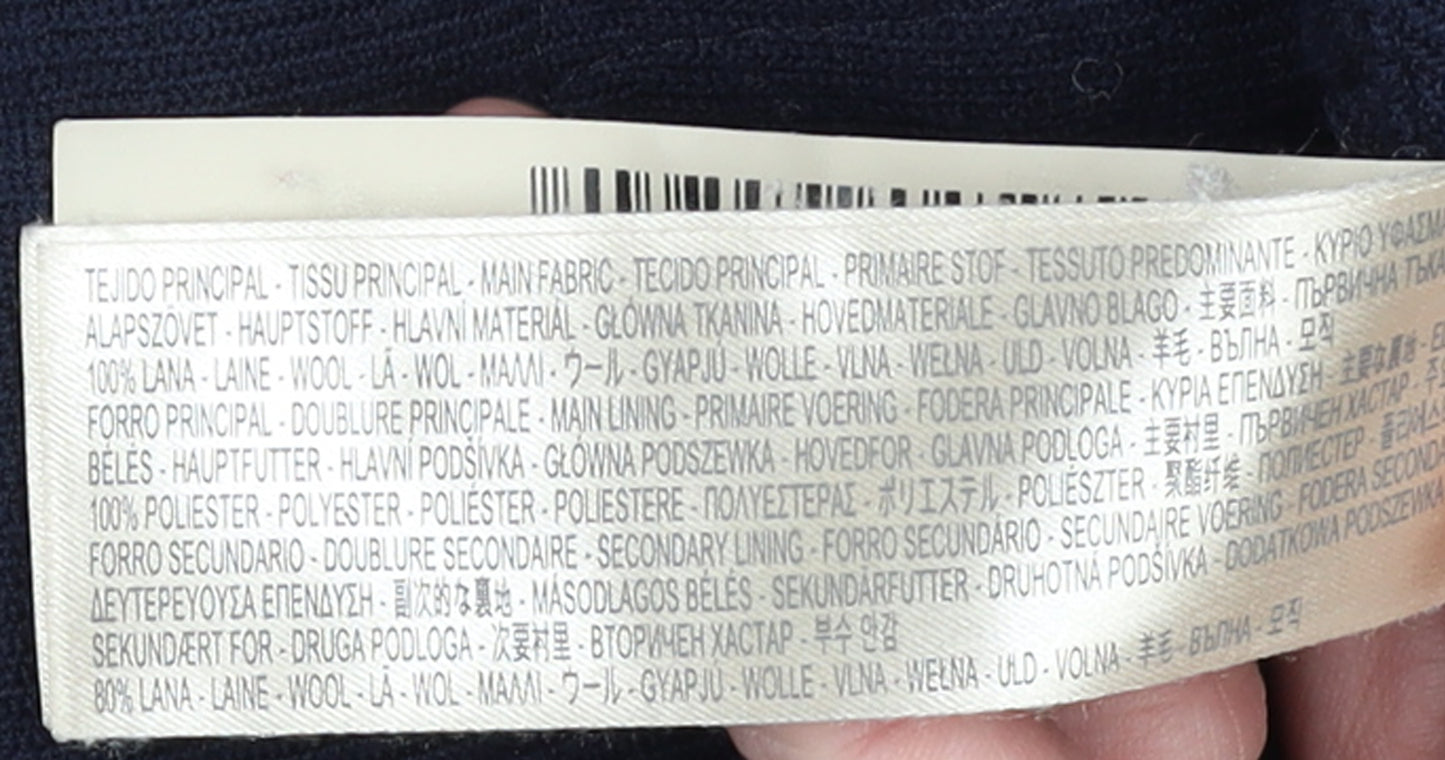 TEJIDO PRINCIPAL - TISSU PRINCIPAL - MAIN FABRIC - TECIDO PRINCIPAL - PRIMAIRE STOF - TESSUTO PREDOMINANTE - ΚΥΡΙΟ ΥΦΑΣΜΑ
ALAPSZÖVET - HAUPTSTOFF - HLAVNÍ MATERIÁL - GŁÓWNA TKANINA - HOVEDMATERIALE - GLAVNO BLAGO - 主要面料 - ПЪРВИЧНА
100% LANA - LAINE - WOOL - LÃ - WOL - ΜΑΛΛΙ - ウール - GYAPJÚ - WOLLE - VLNA - WEŁNA - ULD - VOLNA - 羊毛 - ВЪЛНА - 모직
FORRO PRINCIPAL - DOUBLURE PRINCIPALE - MAIN LINING - PRIMAIRE VOERING - FODERA PRINCIPALE - ΚΥΡΙΑ ΕΠΕΝΔΥΣΗ - 主要な裏地 -
BÉLÉS - HAUPTFUTTER - HLAVNÍ PODŠÍVKA - GŁÓWNA PODSZEWKA - HOVEDFOR - GLAVNA PODLOGA - 主要村里 - ПЪРВИЧЕН ХАСТАР -
100% POLIESTER - POLYESTER - POLIÉSTER - POLIESTERE - ΠΟΛΥΕΣΤΕΡΑΣ - ポリエステル - POLIÉSZTER - 聚酯纤维 - ПОЛИЕСТЕР -
FORRO SECUNDARIO - DOUBLURE SECONDAIRE - SECONDARY LINING - FORRO SECUNDÁRIO - SECUNDAIRE VOERING - FODERA
ΔΕΥΤΕΡΕΥΟΥΣΑ ΕΠΕΝΔΥΣΗ - 副次的な裏地 - MÁSODLAGOS BÉLÉS - SEKUNDÄRFUTTER - DRUHOTNÁ PODŠÍVKA - DODATKOWA PODSZEWKA
SEKUNDÆRT FOR - DRUGA PODLOGA - 次要村里 - ВТОРИЧЕН ХАСТАР - 부수 안감
80% LANA - LAINE - WOOL - LÃ - WOL - ΜΑΛΛΙ - ウール - GYAPJÚ - WOLLE - VLNA - WEŁNA - ULD - VOLNA - 羊毛 - ВЪЛНА - 모직